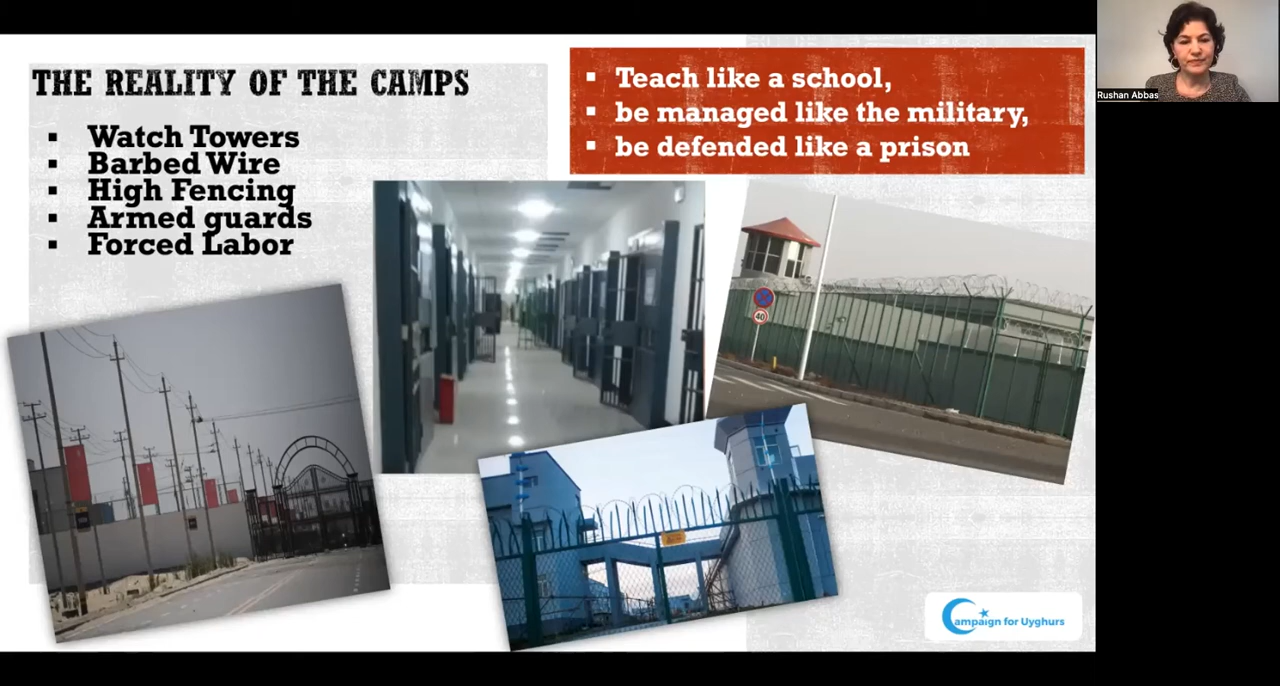 THE REALITY OF THE CAMPS
▪ Watch Towers
▪ Barbed Wire
▪ High Fencing
▪ Armed guards
▪ Forced Labor
▪ Teach like a school,
▪ be managed like the military,
▪ be defended like a prison
Rushan Abbas
40
Campaign for Uyghurs